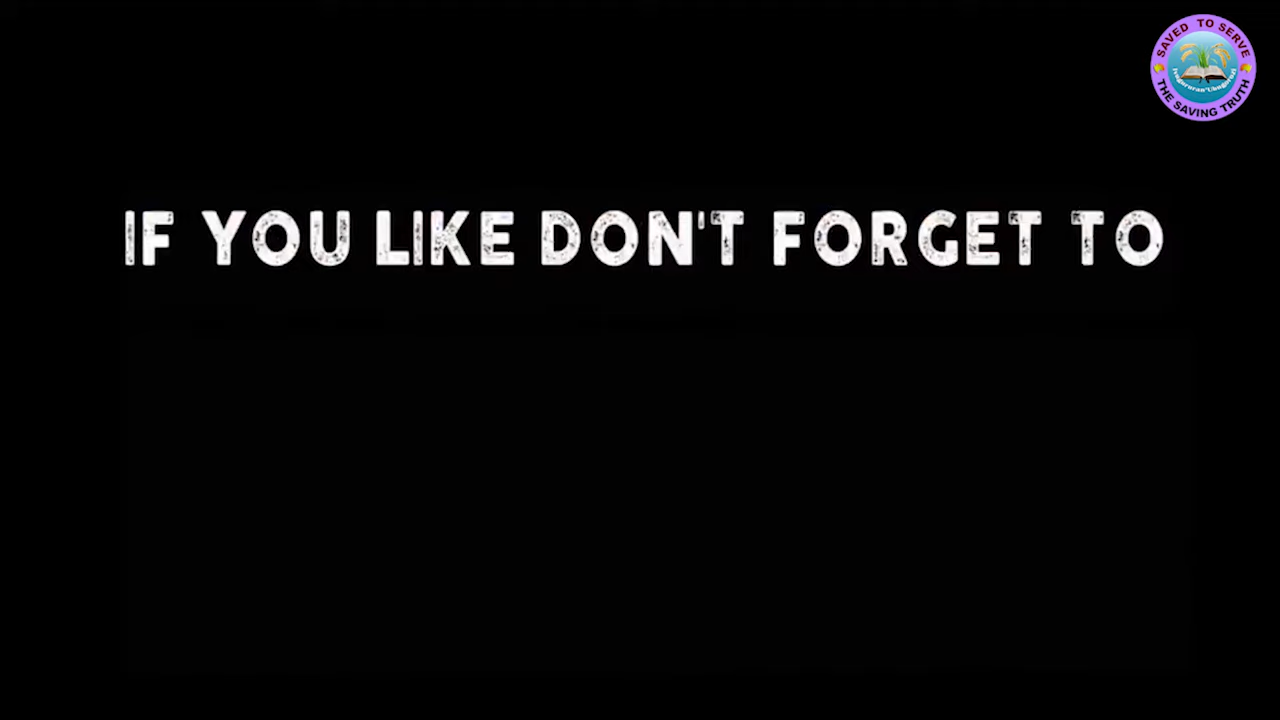 SAVED TO SERVE
THE SAVING TRUTH
IF YOU LIKE DON'T FORGET TO